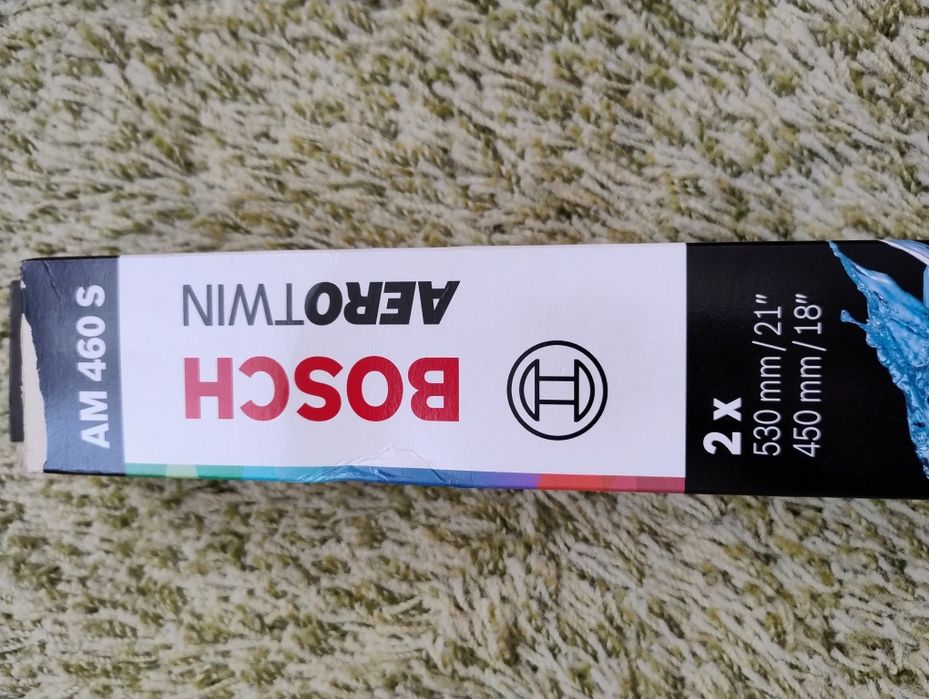 AM 460 S
BOSCH
AEROTWIN
2 x
530 mm / 21"
450 mm / 18"